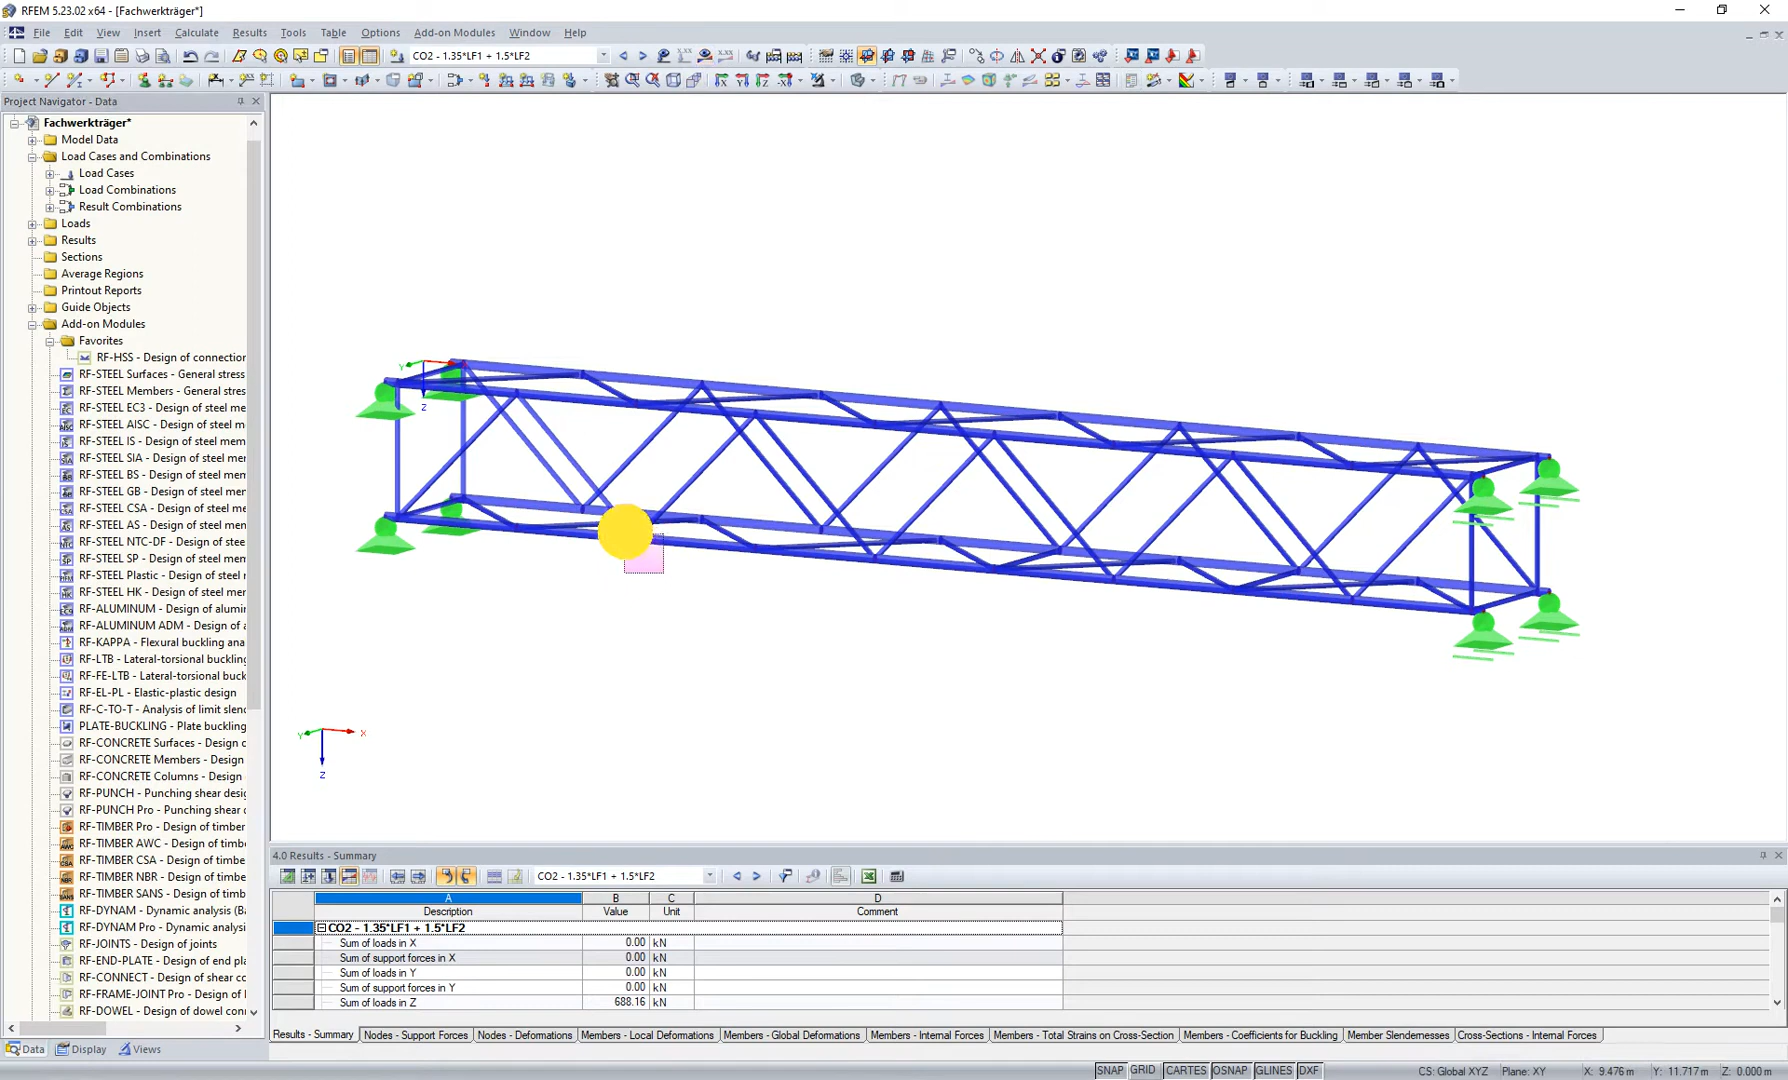 RFEM 5.23.02 x64 - [Fachwerkträger*]
File Edit View Insert Calculate Results Tools Table Options Add-on Modules Window Help
CO2 - 1.35*LF1 + 1.5*LF2
Project Navigator - Data
Fachwerkträger*
Model Data
Load Cases and Combinations
Load Cases
Load Combinations
Result Combinations
Loads
Results
Sections
Average Regions
Printout Reports
Guide Objects
Add-on Modules
Favorites
RF-HSS - Design of connection
RF-STEEL Surfaces - General stress
RF-STEEL Members - General stres
RF-STEEL EC3 - Design of steel me
RF-STEEL AISC - Design of steel me
RF-STEEL IS - Design of steel mem
RF-STEEL SIA - Design of steel mer
RF-STEEL BS - Design of steel mer
RF-STEEL GB - Design of steel mer
RF-STEEL CSA - Design of steel me
RF-STEEL AS - Design of steel mer
RF-STEEL NTC-DF - Design of stee
RF-STEEL SP - Design of steel mer
RF-STEEL Plastic - Design of steel
RF-STEEL HK - Design of steel mer
RF-ALUMINUM - Design of alumir
RF-ALUMINUM ADM - Design of a
RF-KAPPA - Flexural buckling ana
RF-LTB - Lateral-torsional buckling
RF-FE-LTB - Lateral-torsional buck
RF-EL-PL - Elastic-plastic design
RF-C-TO-T - Analysis of limit slenc
PLATE-BUCKLING - Plate buckling
RF-CONCRETE Surfaces - Design o
RF-CONCRETE Members - Design
RF-CONCRETE Columns - Design
RF-PUNCH - Punching shear desig
RF-PUNCH Pro - Punching shear c
RF-TIMBER Pro - Design of timber
RF-TIMBER AWC - Design of timbe
RF-TIMBER CSA - Design of timbe
RF-TIMBER NBR - Design of timbe
RF-TIMBER SANS - Design of timb
RF-DYNAM - Dynamic analysis (Ba
RF-DYNAM Pro - Dynamic analysi
RF-JOINTS - Design of joints
RF-END-PLATE - Design of end pl
RF-CONNECT - Design of shear co
RF-FRAME-JOINT Pro - Design of
RF-DOWEL - Design of dowel con
Data Display Views
Y
Z
Y X
Z
4.0 Results - Summary
CO2 - 1.35*LF1 + 1.5*LF2
A B C D
Description Value Unit Comment
CO2 - 1.35*LF1 + 1.5*LF2
Sum of loads in X 0.00 kN
Sum of support forces in X 0.00 kN
Sum of loads in Y 0.00 kN
Sum of support forces in Y 0.00 kN
Sum of loads in Z 688.16 kN
Results - Summary Nodes - Support Forces Nodes - Deformations Members - Local Deformations Members - Global Deformations Members - Internal Forces Members - Total Strains on Cross-Section Members - Coefficients for Buckling Member Slendernesses Cross-Sections - Internal Forces
SNAP GRID CARTES OSNAP GLINES DXF CS: Global XYZ Plane: XY X: 9.476 m Y: 11.717 m Z: 0.000 m